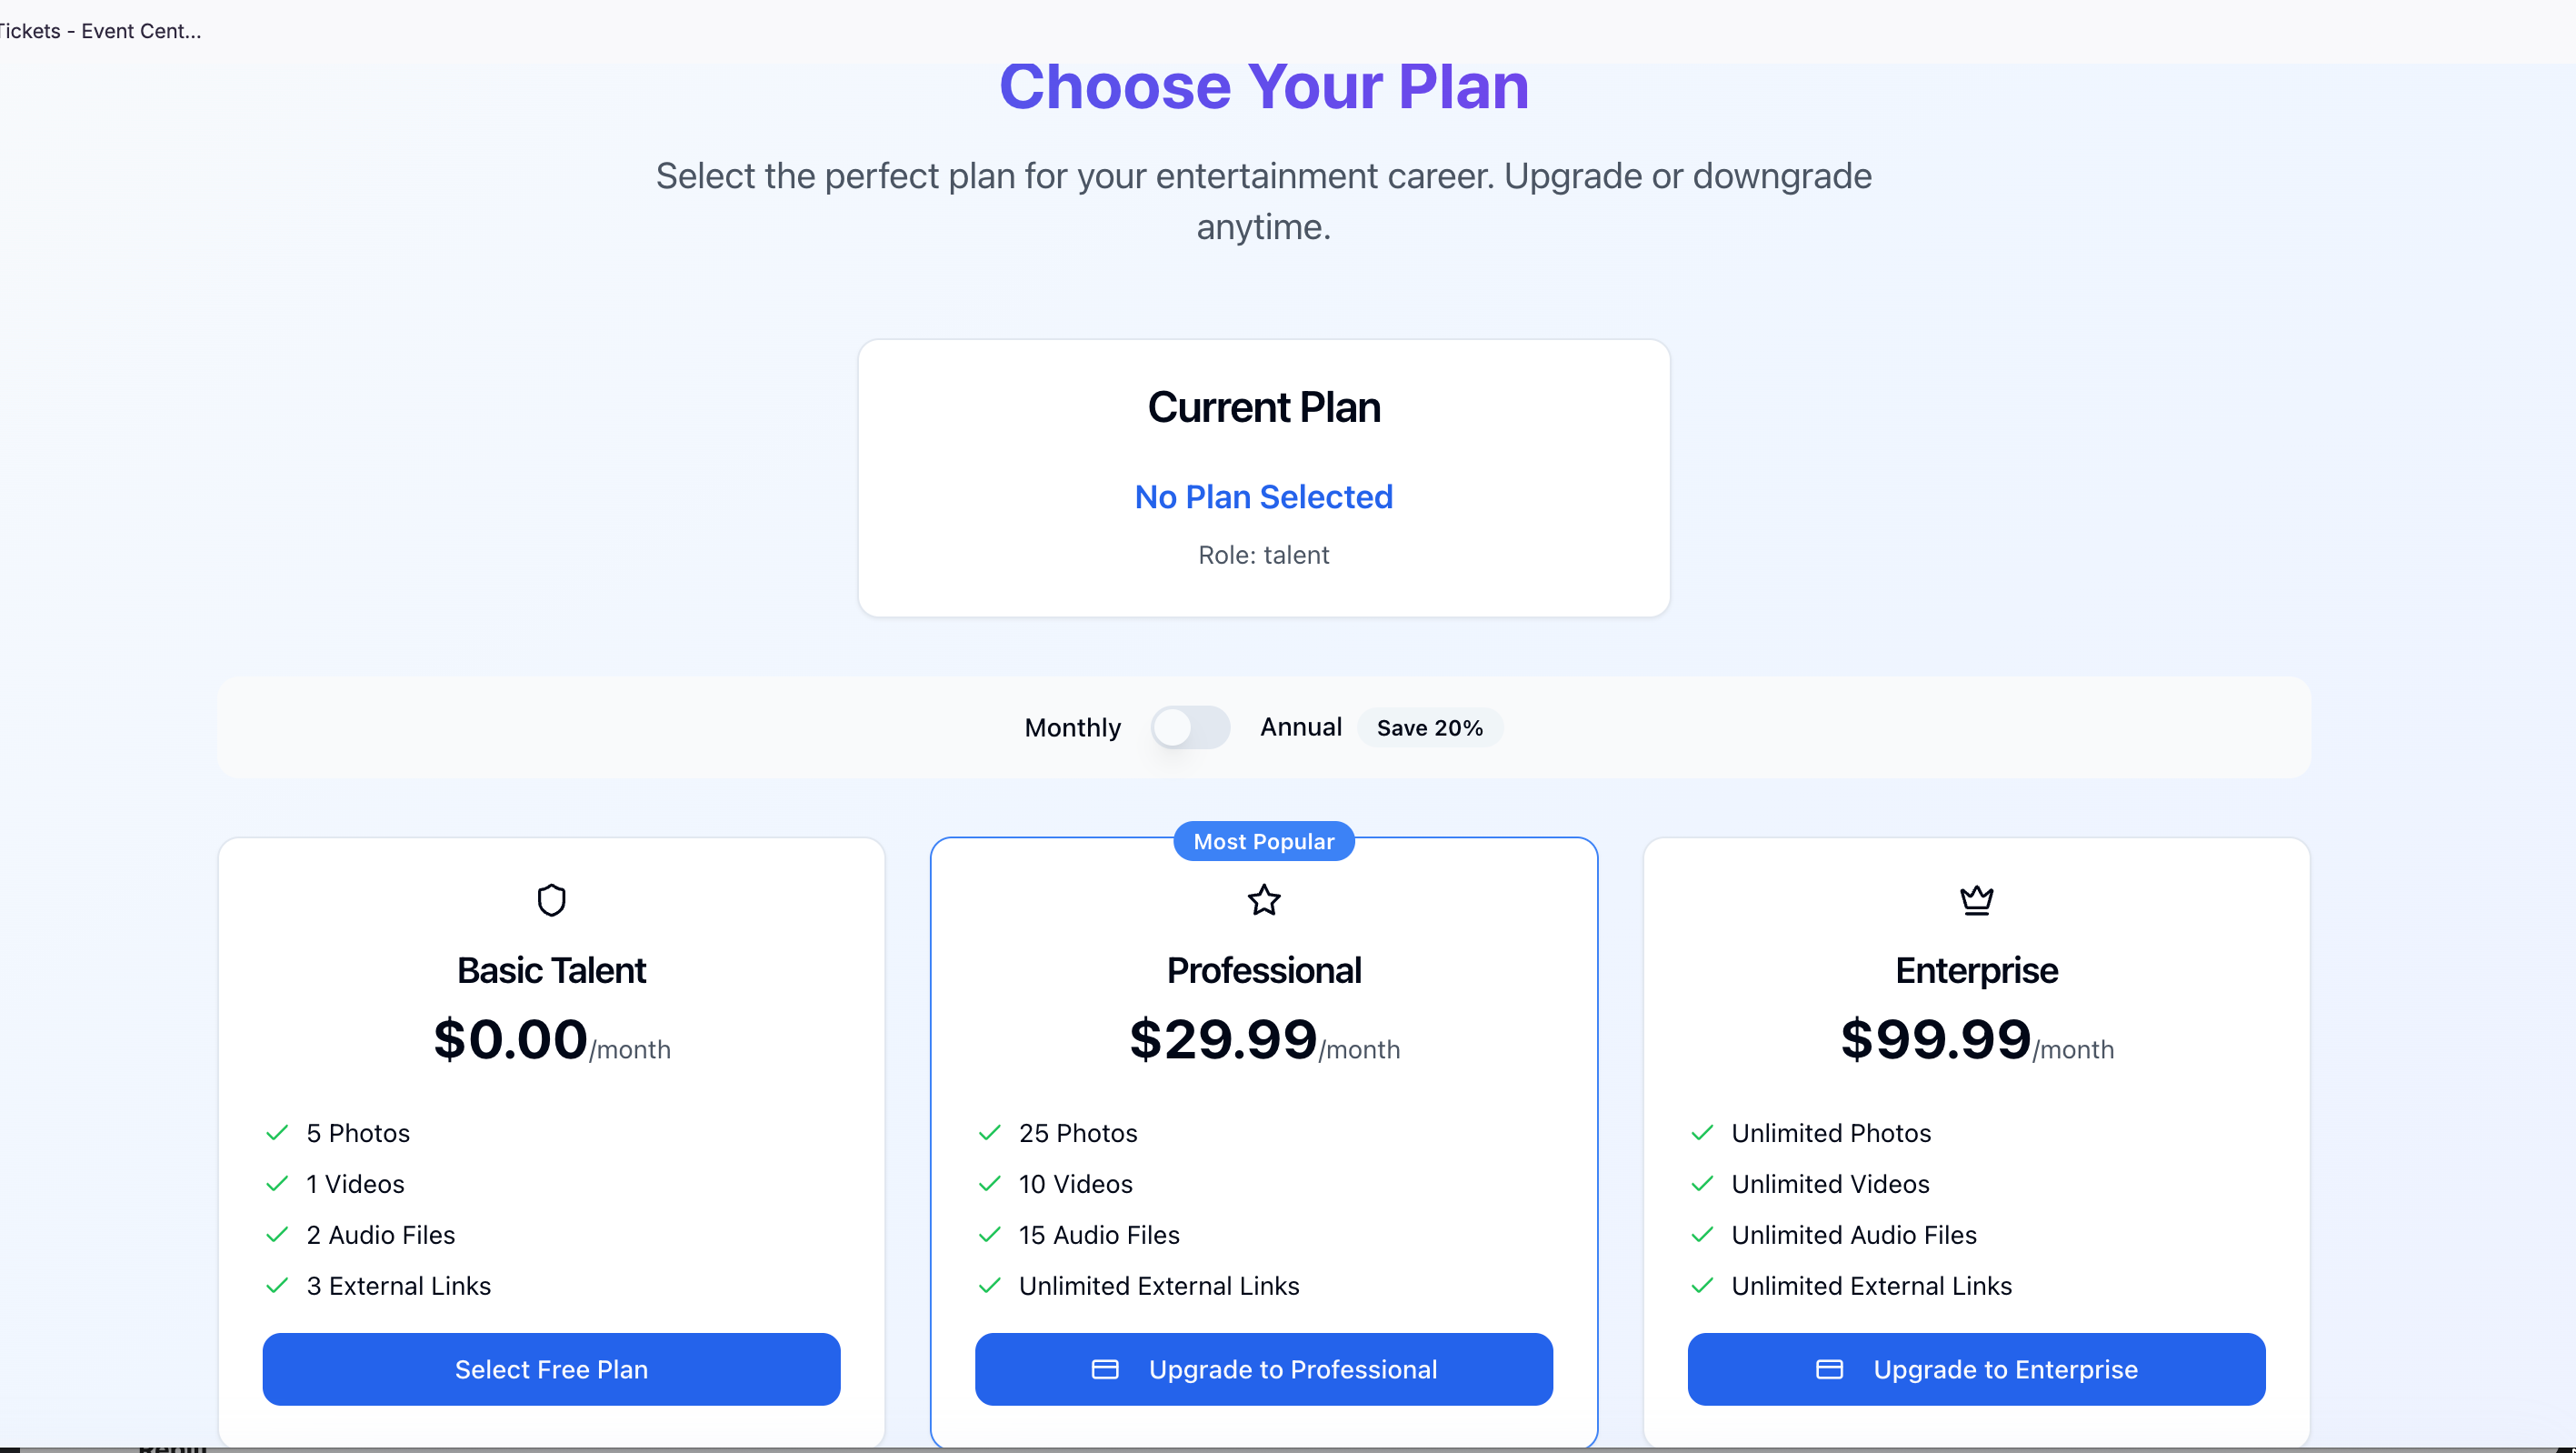 Tickets - Event Cent...
Choose Your Plan
Select the perfect plan for your entertainment career. Upgrade or downgrade
anytime.
Current Plan
No Plan Selected
Role: talent
Monthly Annual Save 20%
Most Popular
Basic Talent
$0.00/month
5 Photos
1 Videos
2 Audio Files
3 External Links
Select Free Plan
Professional
$29.99/month
25 Photos
10 Videos
15 Audio Files
Unlimited External Links
Upgrade to Professional
Enterprise
$99.99/month
Unlimited Photos
Unlimited Videos
Unlimited Audio Files
Unlimited External Links
Upgrade to Enterprise